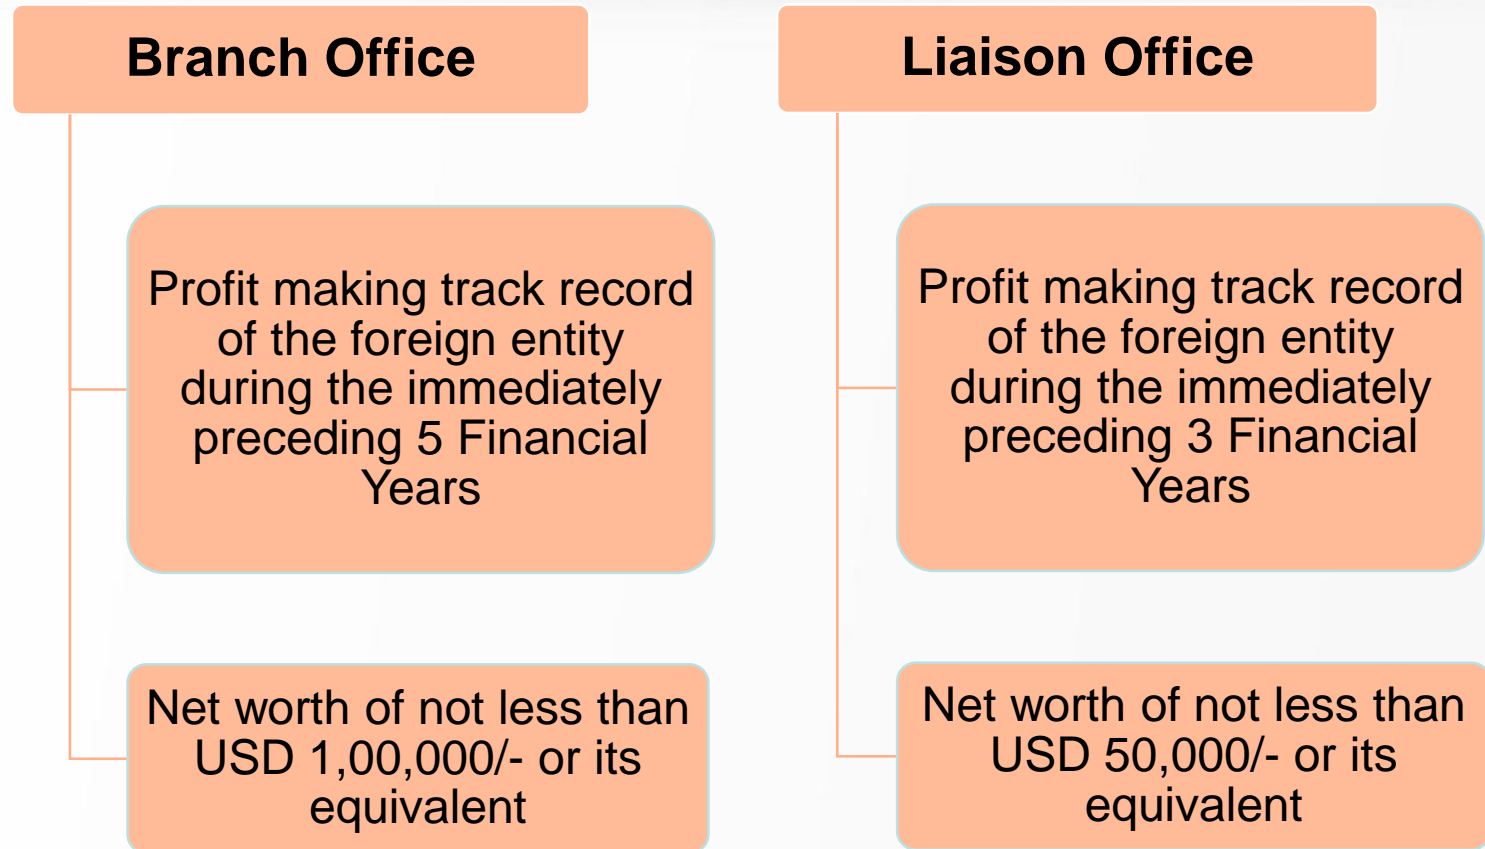 Branch Office
Profit making track record
of the foreign entity
during the immediately
preceding 5 Financial
Years
Net worth of not less than
USD 1,00,000/- or its
equivalent
Liaison Office
Profit making track record
of the foreign entity
during the immediately
preceding 3 Financial
Years
Net worth of not less than
USD 50,000/- or its
equivalent